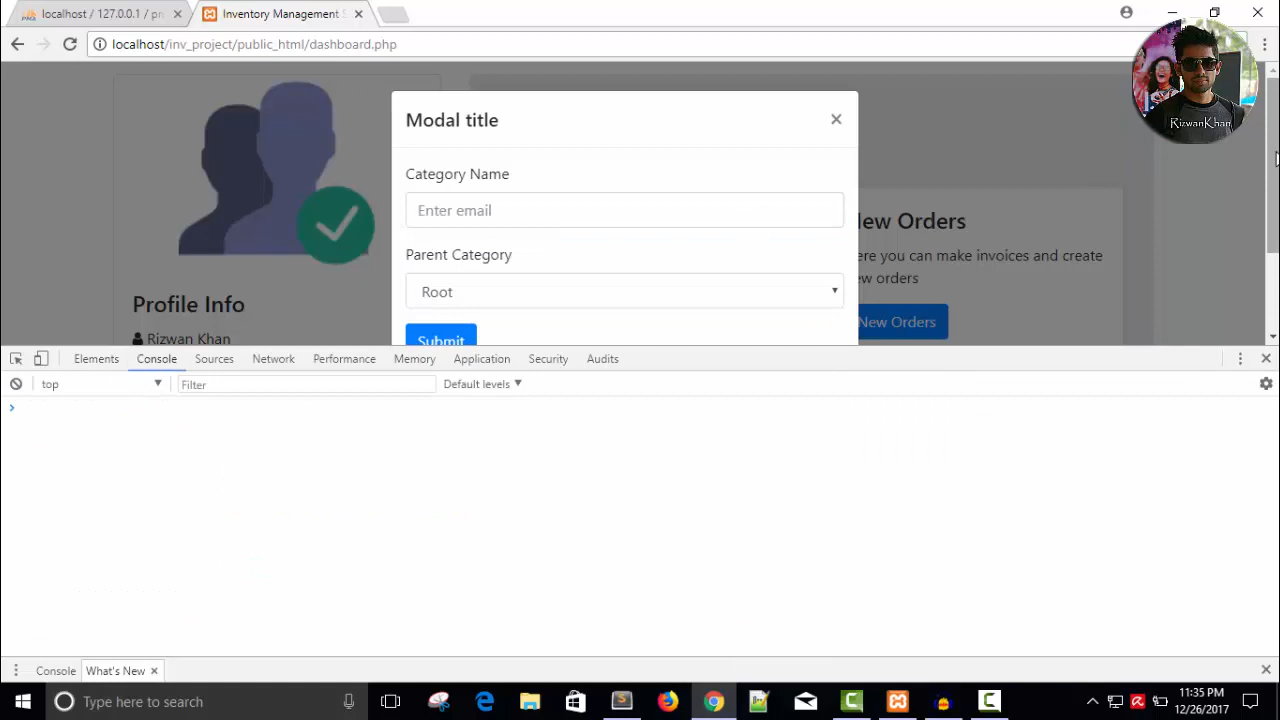 localhost / 127.0.0.1 / pr
Inventory Management S
localhost/inv_project/public_html/dashboard.php
RizwanKhan
Modal title
Category Name
Enter email
Parent Category
Root
Submit
Profile Info
Rizwan Khan
New Orders
ere you can make invoices and create
ew orders
New Orders
Elements Console Sources Network Performance Memory Application Security Audits
top Filter Default levels
Console What's New
Type here to search
11:35 PM
12/26/2017